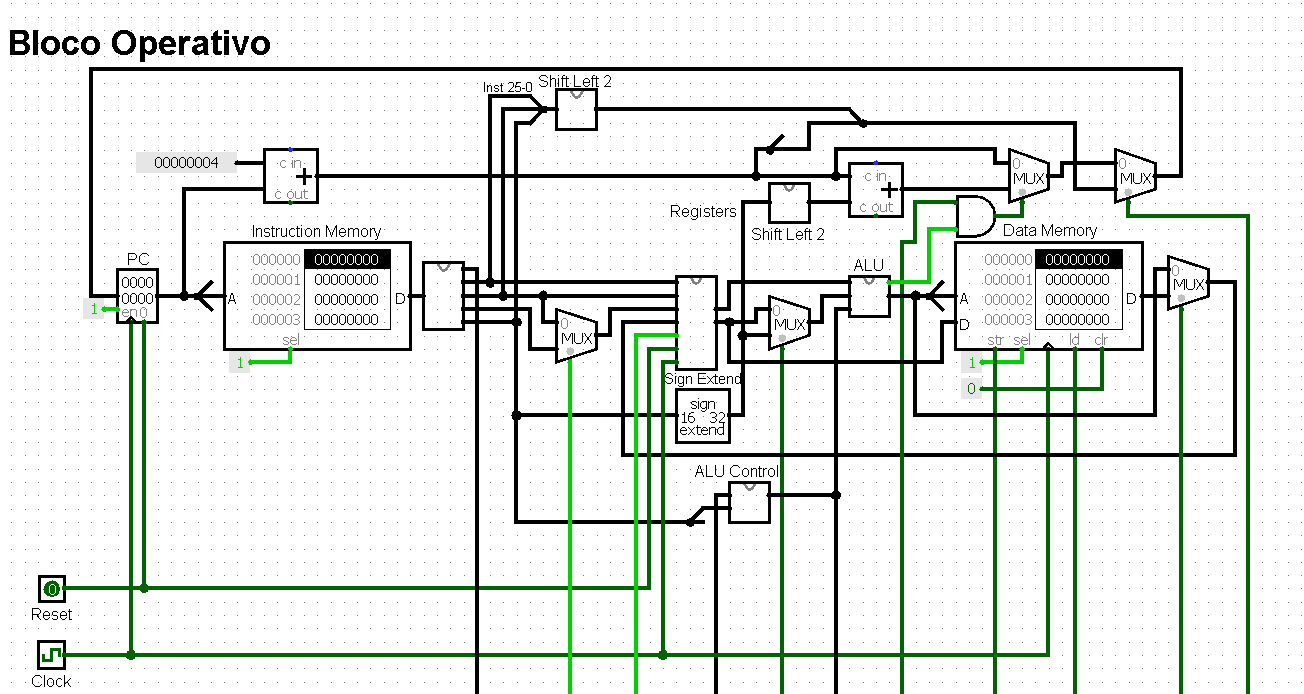 Bloco Operativo
Inst 25-0
Shift Left 2
00000004
c in
+
c out
0
MUX
0
MUX
c in
+
c out
Registers
Shift Left 2
Instruction Memory
Data Memory
PC
0000
0000
en 0
1
A
000000 00000000
000001 00000000
000002 00000000
000003 00000000
D
sel
1
0
MUX
0
MUX
ALU
A
D
000000 00000000
000001 00000000
000002 00000000
000003 00000000
D
str sel ld clr
1
0
0
MUX
Sign Extend
sign
16 32
extend
ALU Control
0
Reset
Clock